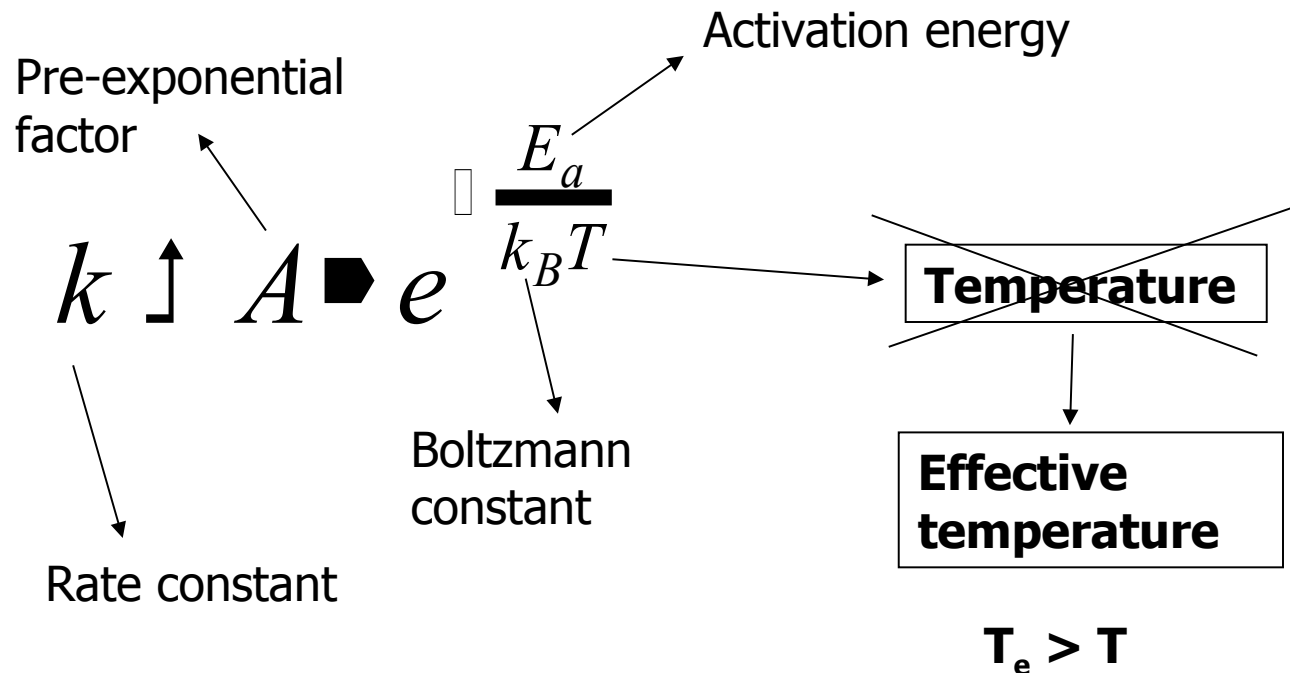 Activation energy
Pre-exponential
factor
E_a
k ⮥ A e
k_B T
Temperature
Boltzmann
constant
Effective
temperature
Rate constant
T_e > T